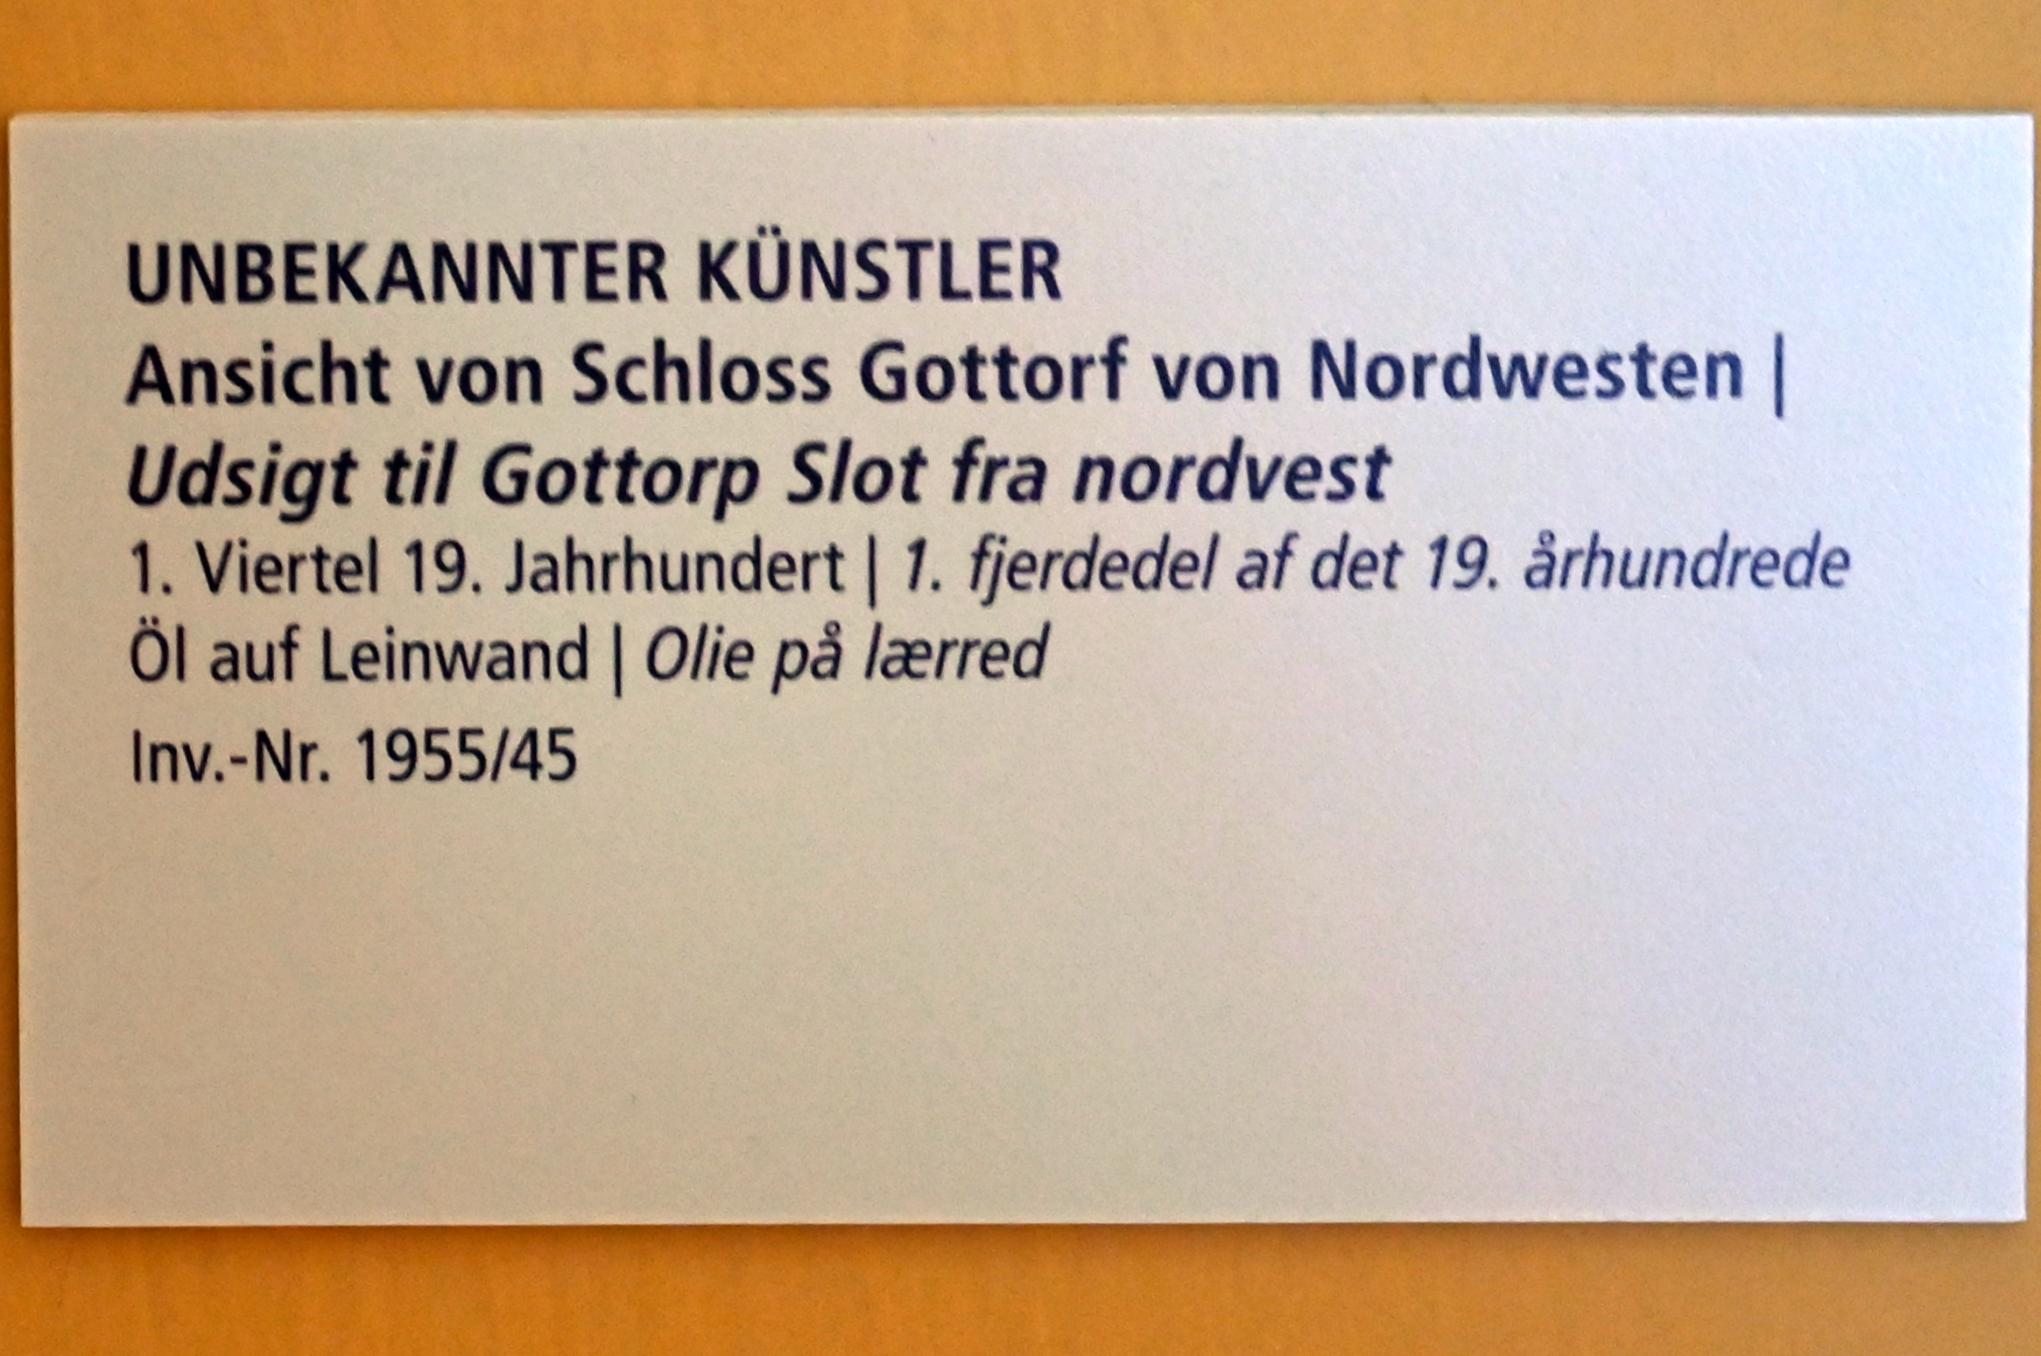 UNBEKANNTER KÜNSTLER
Ansicht von Schloss Gottorf von Nordwesten |
Udsigt til Gottorp Slot fra nordvest
1. Viertel 19. Jahrhundert | 1. fjerdedel af det 19. århundrede
Öl auf Leinwand | Olie på lærred
Inv.-Nr. 1955/45